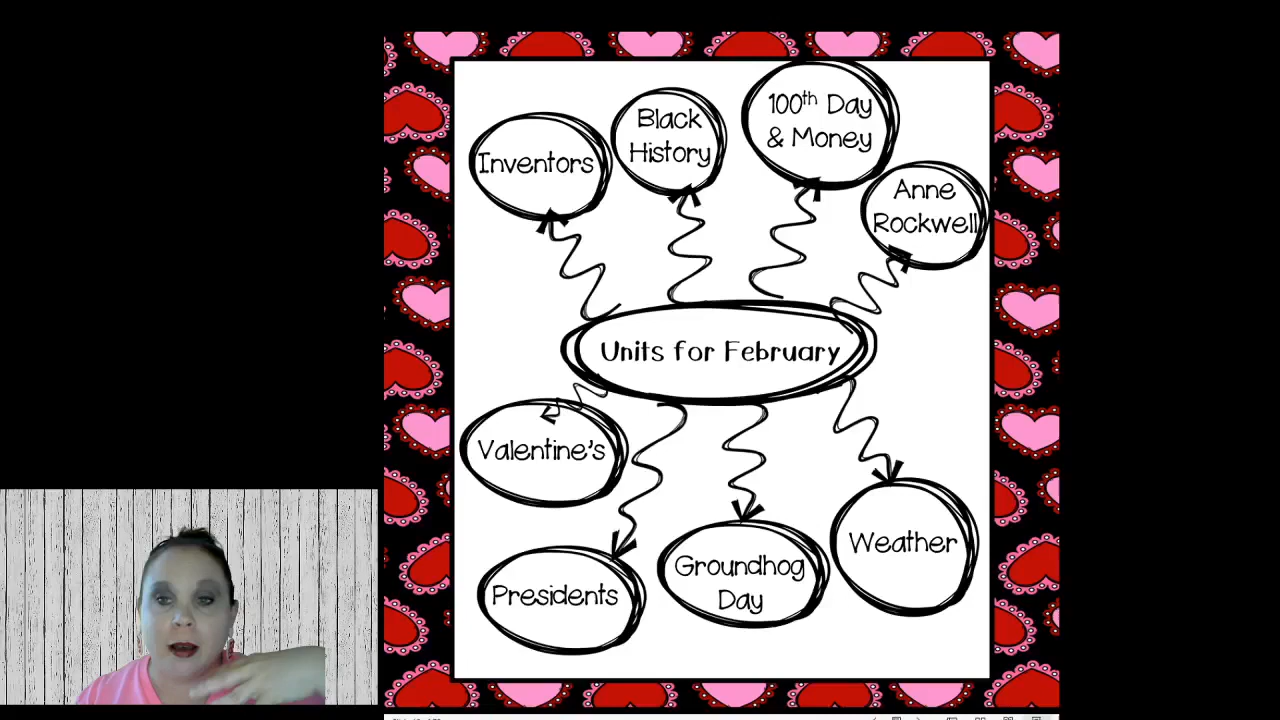 Inventors
Black
History
100th Day
& Money
Anne
Rockwell
Units for February
Valentine's
Presidents
Groundhog
Day
Weather